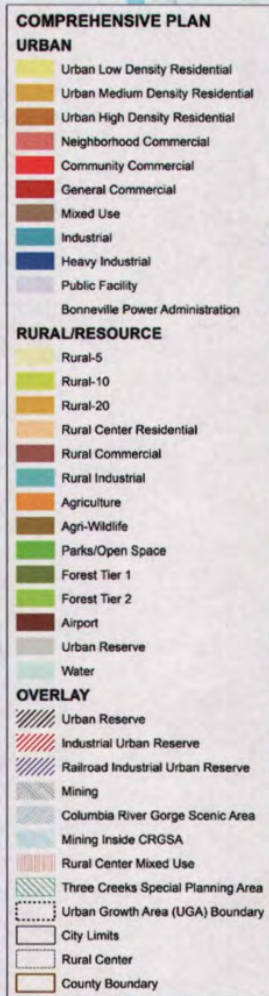 COMPREHENSIVE PLAN
URBAN
Urban Low Density Residential
Urban Medium Density Residential
Urban High Density Residential
Neighborhood Commercial
Community Commercial
General Commercial
Mixed Use
Industrial
Heavy Industrial
Public Facility
Bonneville Power Administration
RURAL/RESOURCE
Rural-5
Rural-10
Rural-20
Rural Center Residential
Rural Commercial
Rural Industrial
Agriculture
Agri-Wildlife
Parks/Open Space
Forest Tier 1
Forest Tier 2
Airport
Urban Reserve
Water
OVERLAY
Urban Reserve
Industrial Urban Reserve
Railroad Industrial Urban Reserve
Mining
Columbia River Gorge Scenic Area
Mining Inside CRGSA
Rural Center Mixed Use
Three Creeks Special Planning Area
Urban Growth Area (UGA) Boundary
City Limits
Rural Center
County Boundary